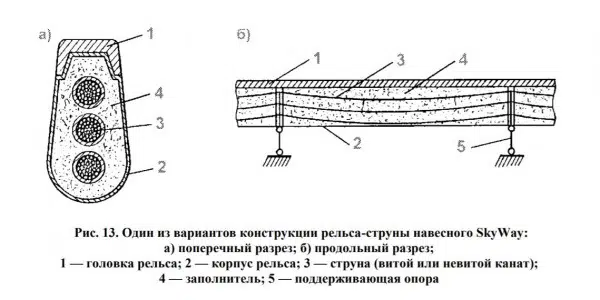 а)
1
4
3
2
б)
1
3
4
2
5
Рис. 13. Один из вариантов конструкции рельса-струны навесного SkyWay:
а) поперечный разрез; б) продольный разрез;
1 — головка рельса; 2 — корпус рельса; 3 — струна (витой или невитой канат);
4 — заполнитель; 5 — поддерживающая опора